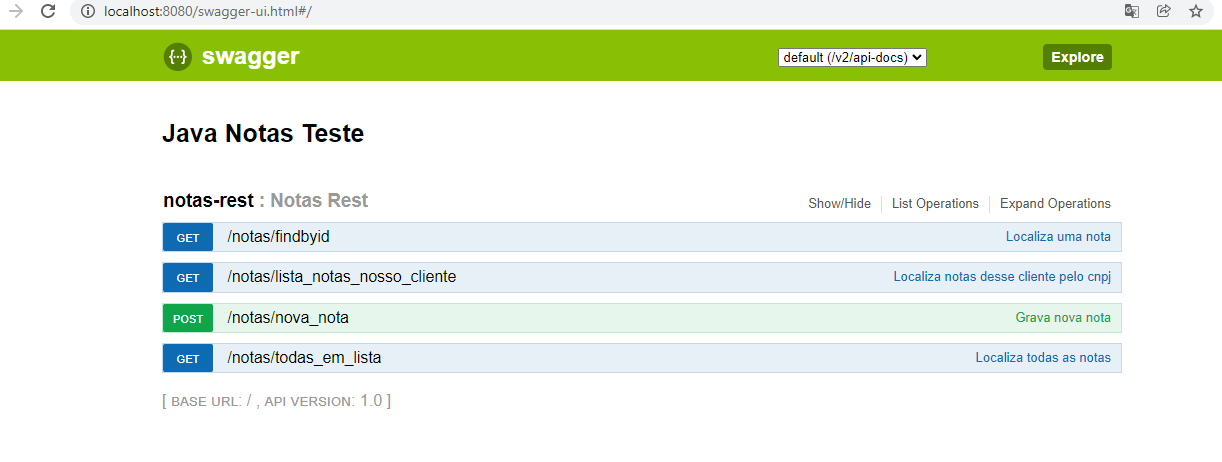 localhost:8080/swagger-ui.html#/
{··} swagger default (/v2/api-docs) Explore
Java Notas Teste
notas-rest : Notas Rest Show/Hide List Operations Expand Operations
GET /notas/findbyid Localiza uma nota
GET /notas/lista_notas_nosso_cliente Localiza notas desse cliente pelo cnpj
POST /notas/nova_nota Grava nova nota
GET /notas/todas_em_lista Localiza todas as notas
[ BASE URL: / , API VERSION: 1.0 ]